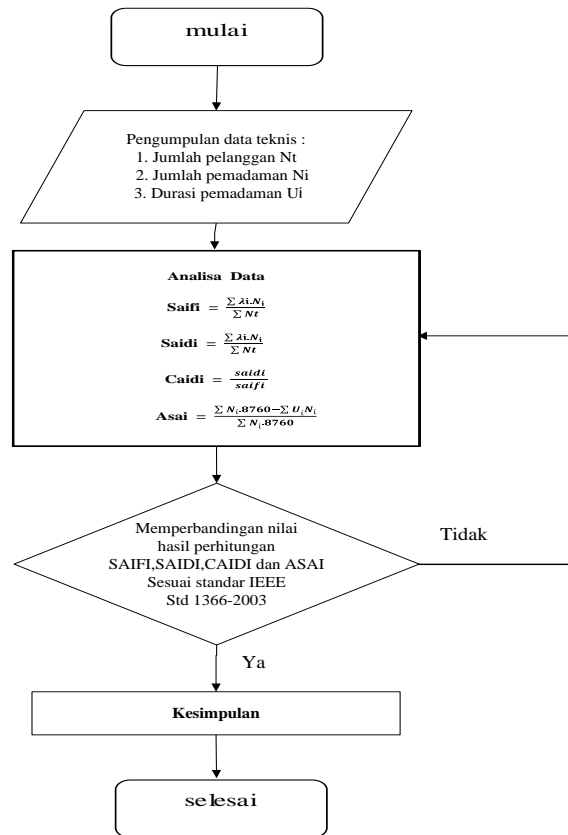 mulai
Pengumpulan data teknis :
1. Jumlah pelanggan Nt
2. Jumlah pemadaman Ni
3. Durasi pemadaman Ui
Analisa Data
Saifi = ∑ λi.Nᵢ / ∑ Nt
Saidi = ∑ λi.Nᵢ / ∑ Nt
Caidi = saidi / saifi
Asai = ∑ Nᵢ.8760−∑ UᵢNᵢ / ∑ Nᵢ.8760
Memperbandingan nilai
hasil perhitungan
SAIFI,SAIDI,CAIDI dan ASAI
Sesuai standar IEEE
Std 1366-2003
Tidak
Ya
Kesimpulan
selesai